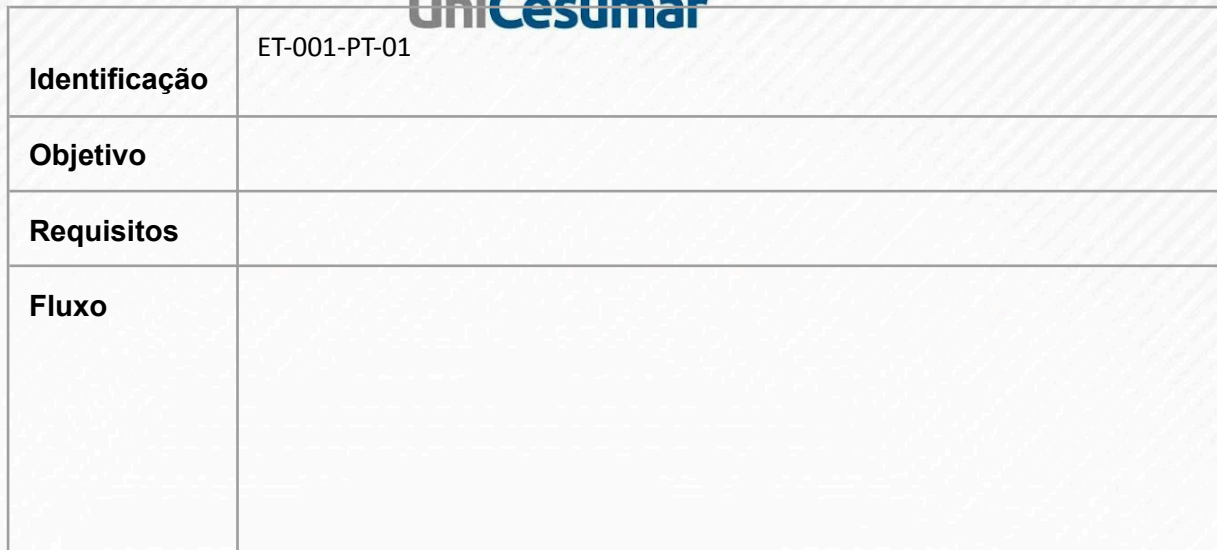 UniCesumar
ET-001-PT-01
Identificação
Objetivo
Requisitos
Fluxo